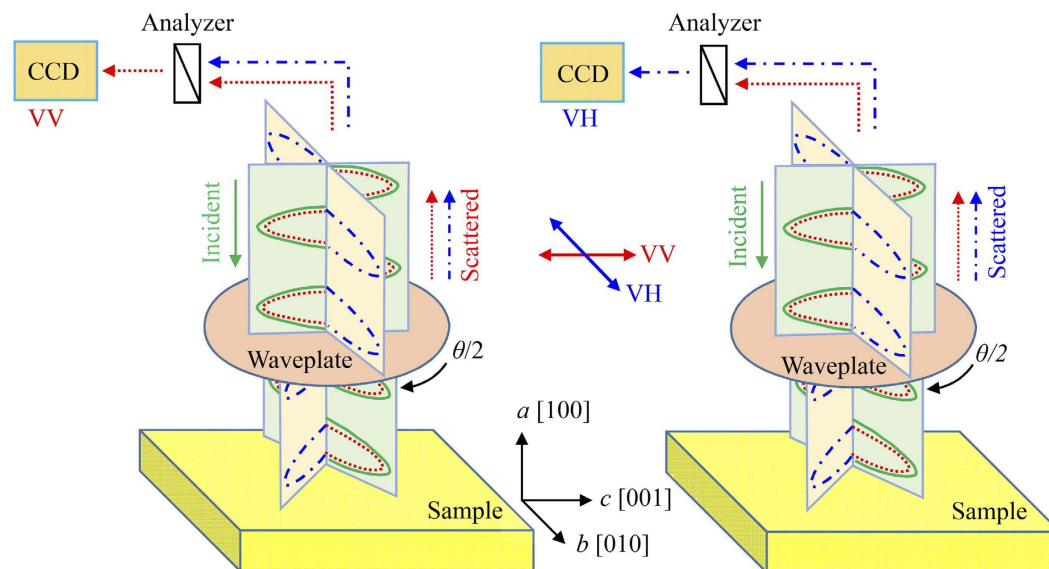 Analyzer
CCD
VV
Incident
Scattered
Waveplate
θ/2
Sample
VV
VH
a [100]
c [001]
b [010]
Analyzer
CCD
VH
Incident
Scattered
Waveplate
θ/2
Sample